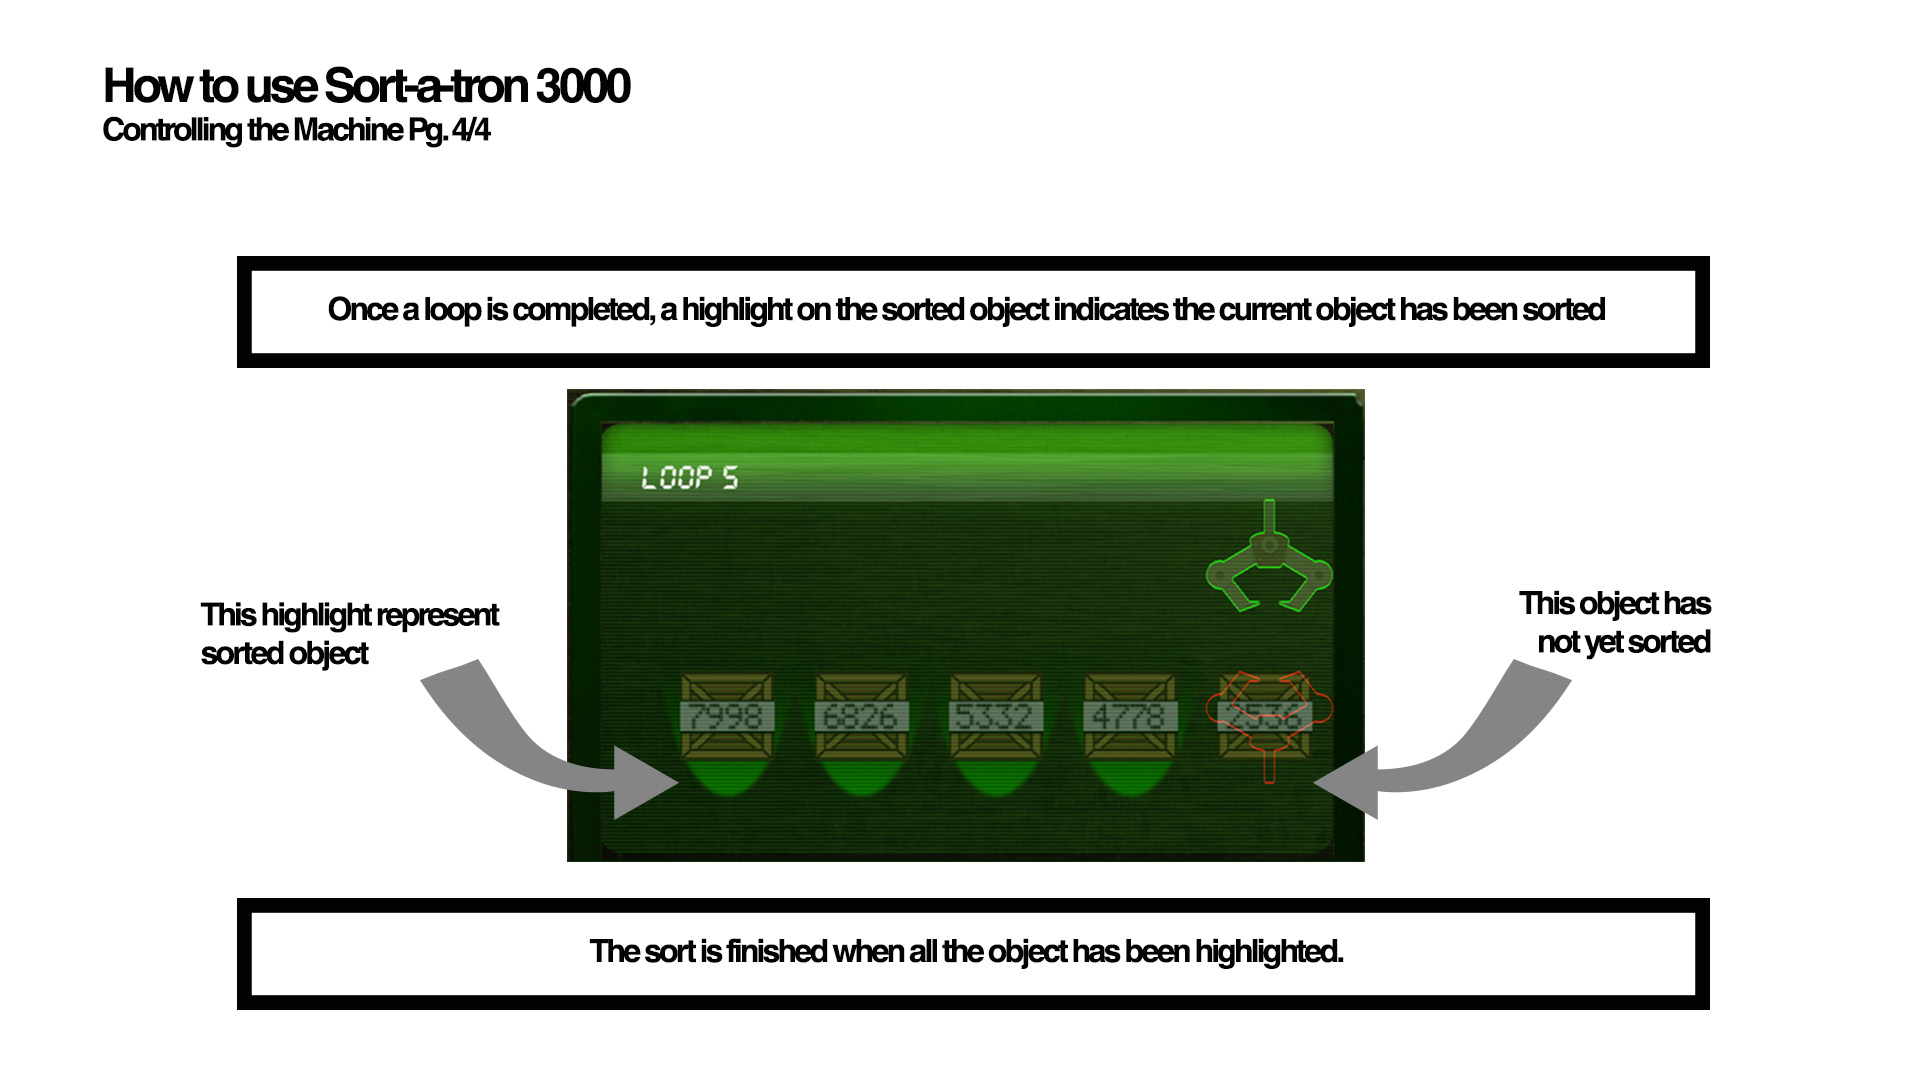 How to use Sort-a-tron 3000
Controlling the Machine Pg. 4/4
Once a loop is completed, a highlight on the sorted object indicates the current object has been sorted
LOOP 5
This highlight represent
sorted object
This object has
not yet sorted
7998 6826 5332 4778 2536
The sort is finished when all the object has been highlighted.